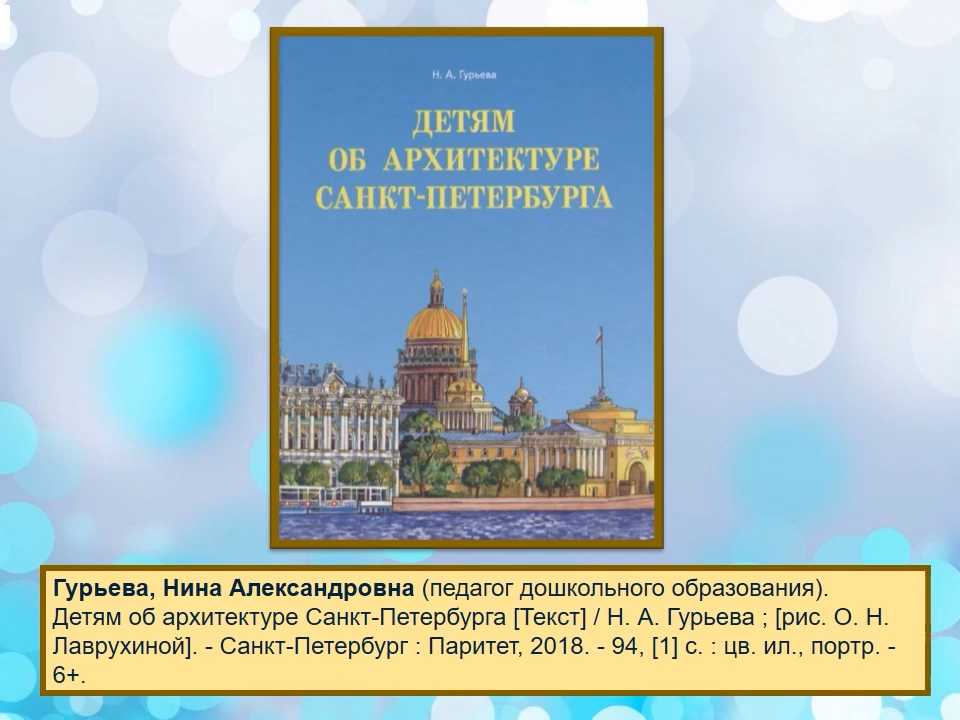 Н. А. Гурьева
ДЕТЯМ
ОБ АРХИТЕКТУРЕ
САНКТ-ПЕТЕРБУРГА
Гурьева, Нина Александровна (педагог дошкольного образования).
Детям об архитектуре Санкт-Петербурга [Текст] / Н. А. Гурьева ; [рис. О. Н.
Лаврухиной]. - Санкт-Петербург : Паритет, 2018. - 94, [1] с. : цв. ил., портр. -
6+.